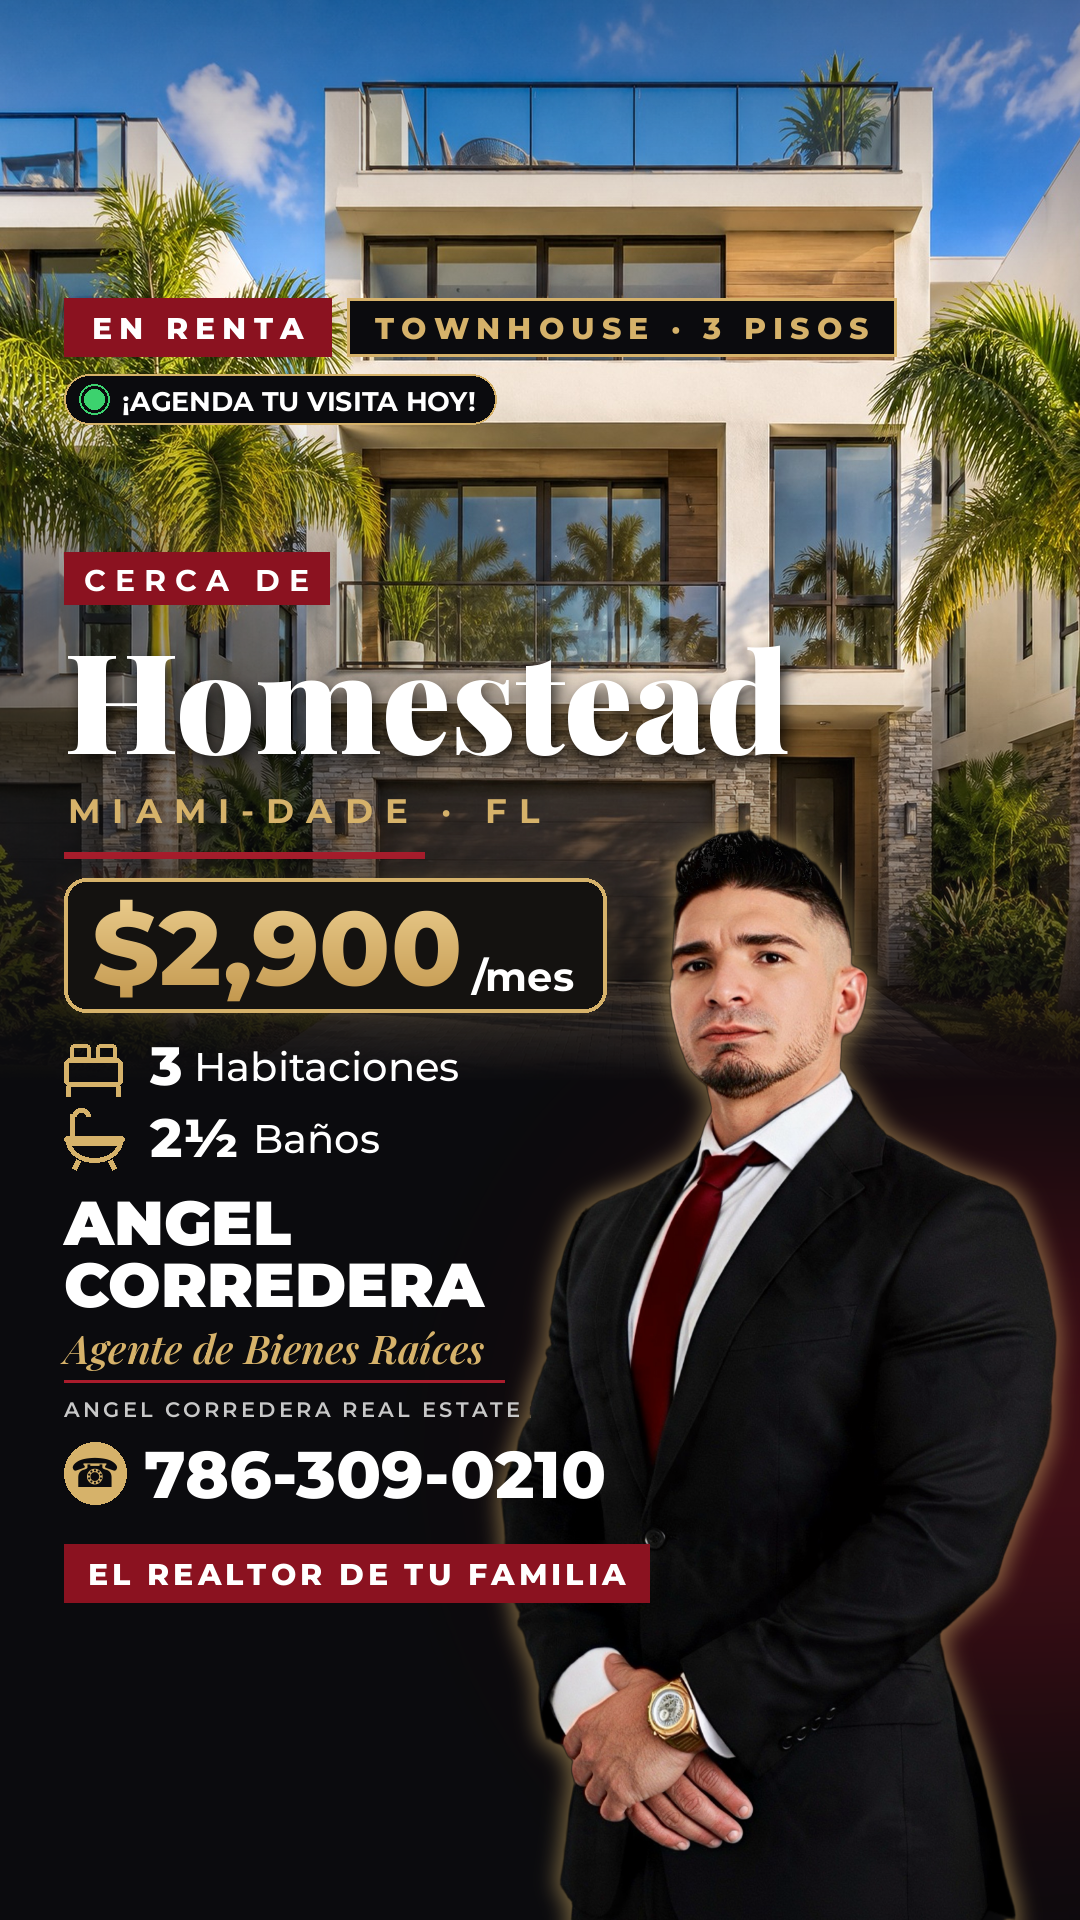 EN RENTA
TOWNHOUSE · 3 PISOS
¡AGENDA TU VISITA HOY!
CERCA DE
Homestead
MIAMI-DADE · FL
$2,900 /mes
3 Habitaciones
2½ Baños
ANGEL
CORREDERA
Agente de Bienes Raíces
ANGEL CORREDERA REAL ESTATE
786-309-0210
EL REALTOR DE TU FAMILIA